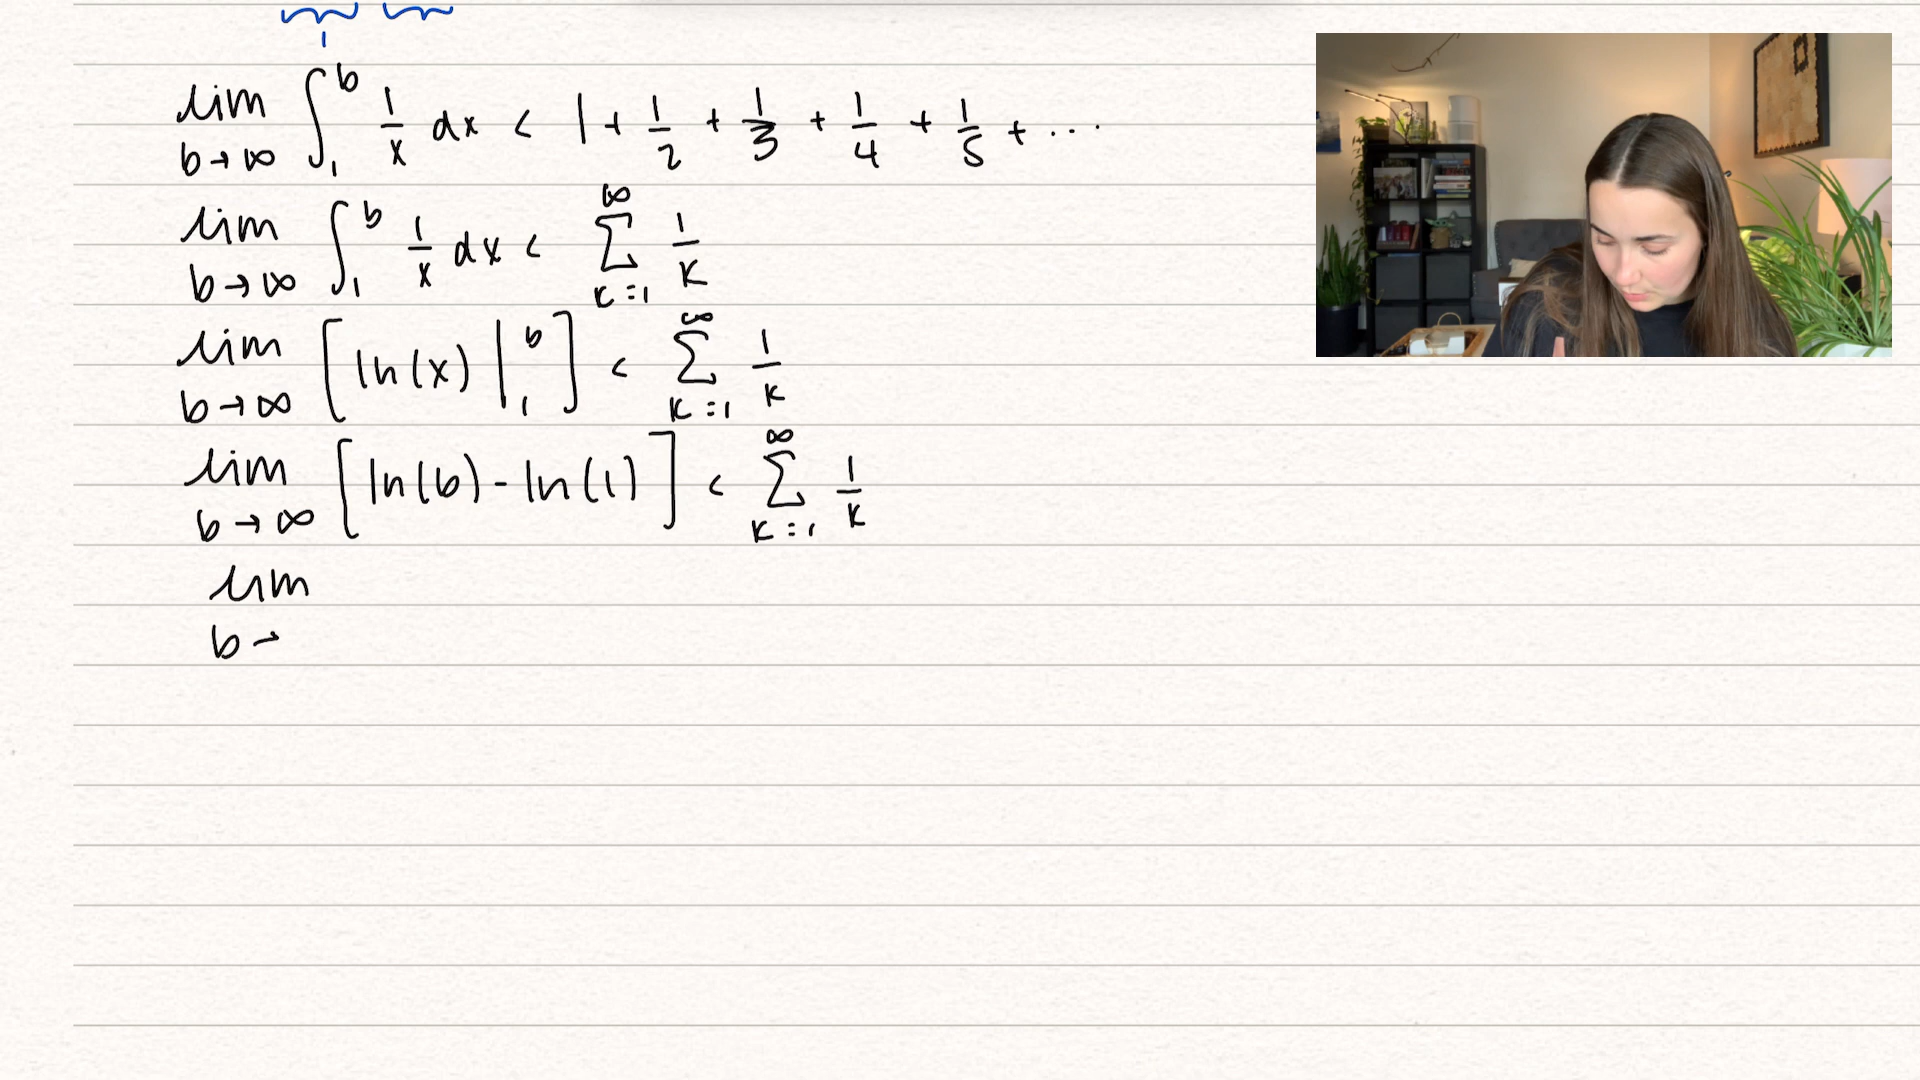 lim b→∞ ∫₁ᵇ 1/x dx < 1 + 1/2 + 1/3 + 1/4 + 1/5 + ...
lim b→∞ ∫₁ᵇ 1/x dx < ∞ Σ K=1 1/K
lim b→∞ [ln(x) |₁ᵇ] < ∞ Σ K=1 1/K
lim b→∞ [ln(b) - ln(1)] < ∞ Σ K=1 1/K
lim b→